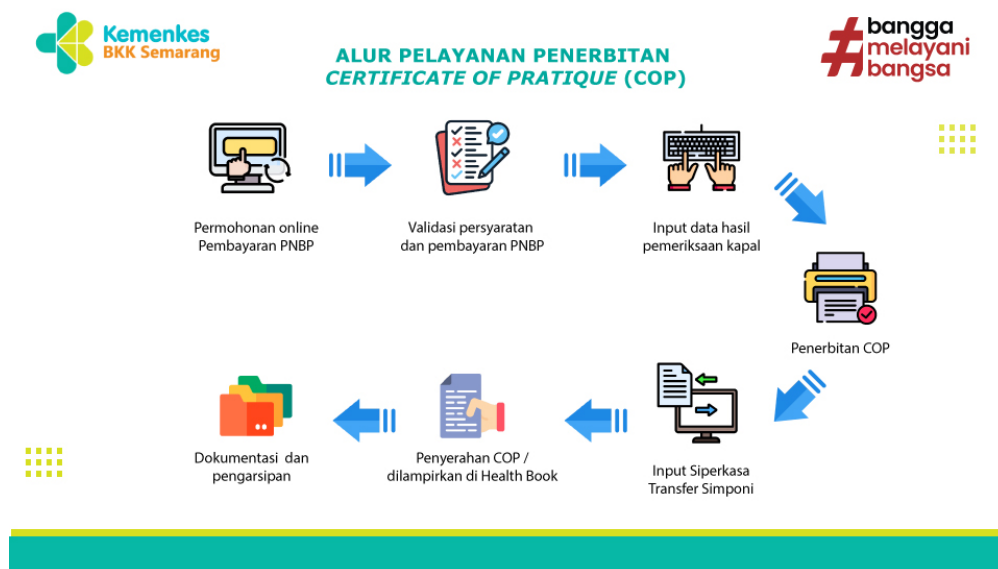 Kemenkes
BKK Semarang
ALUR PELAYANAN PENERBITAN
CERTIFICATE OF PRATIQUE (COP)
#bangga
melayani
bangsa
Permohonan online
Pembayaran PNBP
Validasi persyaratan
dan pembayaran PNBP
Input data hasil
pemeriksaan kapal
Penerbitan COP
Input Siperkasa
Transfer Simponi
Penyerahan COP /
dilampirkan di Health Book
Dokumentasi dan
pengarsipan